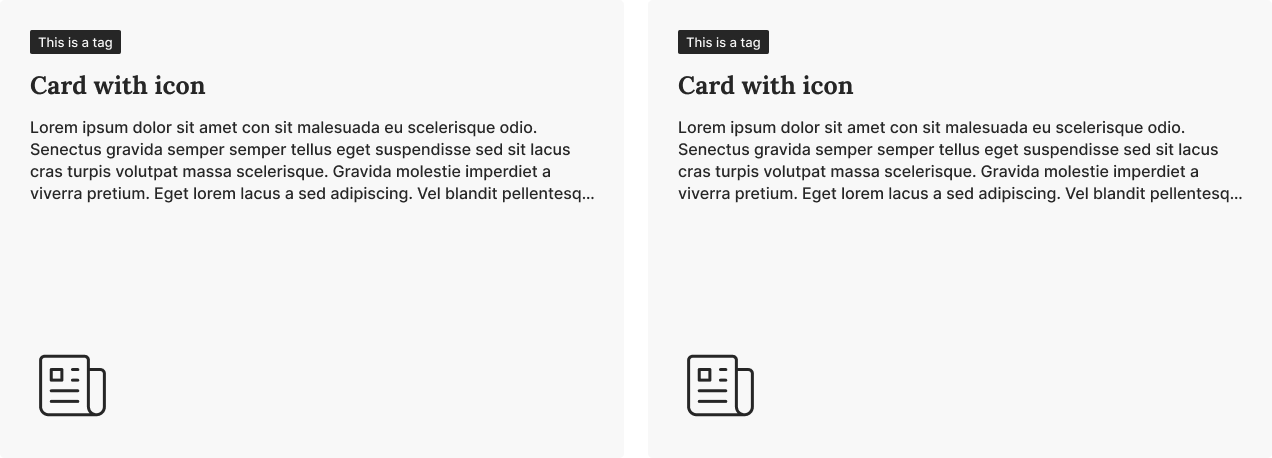 This is a tag
Card with icon
Lorem ipsum dolor sit amet con sit malesuada eu scelerisque odio.
Senectus gravida semper semper tellus eget suspendisse sed sit lacus
cras turpis volutpat massa scelerisque. Gravida molestie imperdiet a
viverra pretium. Eget lorem lacus a sed adipiscing. Vel blandit pellentesq...
This is a tag
Card with icon
Lorem ipsum dolor sit amet con sit malesuada eu scelerisque odio.
Senectus gravida semper semper tellus eget suspendisse sed sit lacus
cras turpis volutpat massa scelerisque. Gravida molestie imperdiet a
viverra pretium. Eget lorem lacus a sed adipiscing. Vel blandit pellentesq...